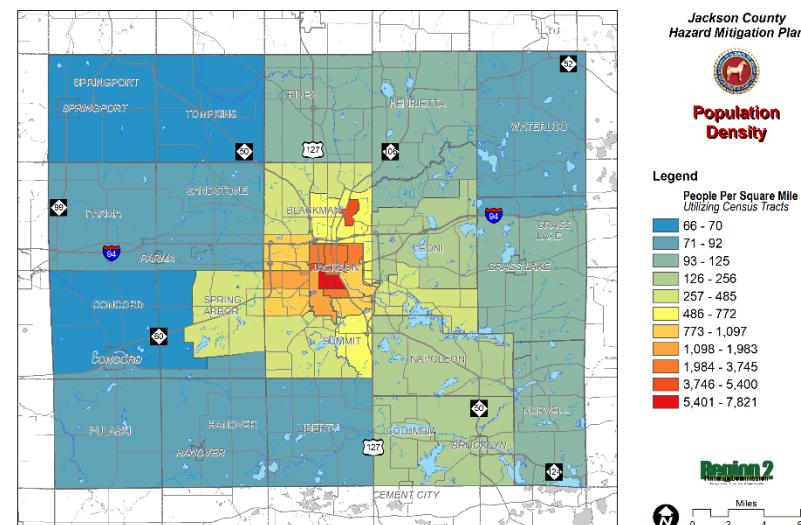 Jackson County
Hazard Mitigation Plan
Population
Density
Legend
People Per Square Mile
Utilizing Census Tracts
66 - 70
71 - 92
93 - 125
126 - 256
257 - 485
486 - 772
773 - 1,097
1,098 - 1,983
1,984 - 3,745
3,746 - 5,400
5,401 - 7,821
Region 2
Miles
0 2 4
52
SPRINGPORT
SPRINGPORT
TOMPKINS
RIVES
HENRIETTA
WATERLOO
50
127
106
99
PARMA
SANDSTONE
BLACKMAN
94
GRASS
LAKE
94
PARMA
JACKSON
LEONI
GRASS LAKE
CONCORD
SPRING
ARBOR
60
CONCORD
SUMMIT
NAPOLEON
PULASKI
HANOVER
HANOVER
LIBERTY
127
COLUMBIA
50
BROOKLYN
NORVELL
124
CEMENT CITY